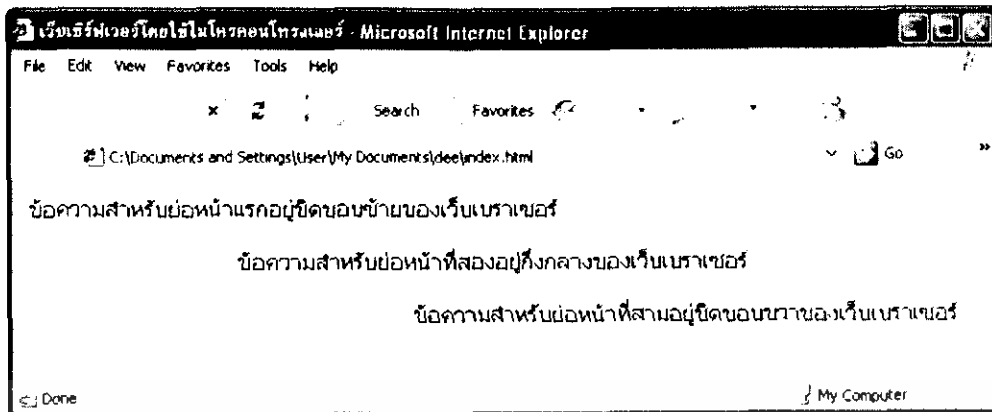 เว็บเซิร์ฟเวอร์โดยใช้ไมโครคอนโทรลเลอร์ - Microsoft Internet Explorer
File Edit View Favorites Tools Help
Search Favorites
C:\Documents and Settings\User\My Documents\dee\index.html Go »
ข้อความสำหรับย่อหน้าแรกอยู่ชิดขอบซ้ายของเว็บเบราเซอร์
ข้อความสำหรับย่อหน้าที่สองอยู่กึ่งกลางของเว็บเบราเซอร์
ข้อความสำหรับย่อหน้าที่สามอยู่ชิดขอบขวาของเว็บเบราเซอร์
Done My Computer